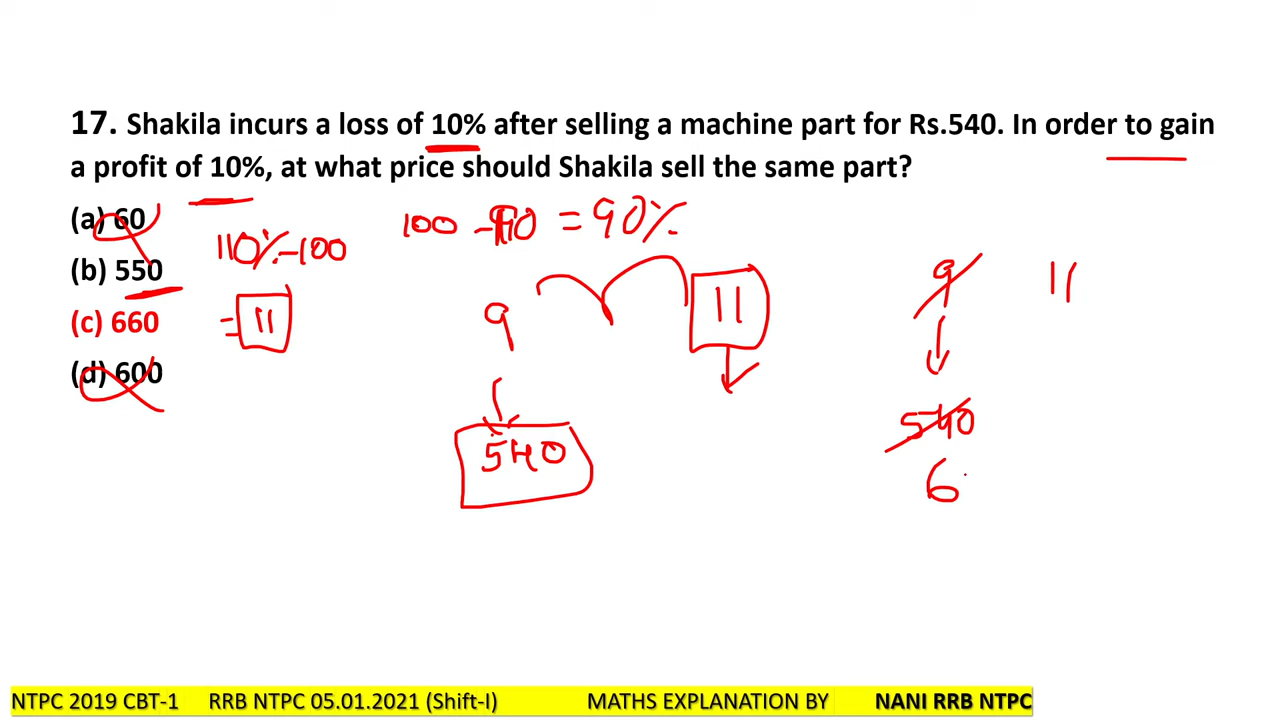 17. Shakila incurs a loss of 10% after selling a machine part for Rs.540. In order to gain
a profit of 10%, at what price should Shakila sell the same part?
(a) 60
100 - 10 = 90%
110% - 100
(b) 550
9 11
(c) 660
= 11
9 11
(d) 600
540
540
6
NTPC 2019 CBT-1 RRB NTPC 05.01.2021 (Shift-I) MATHS EXPLANATION BY NANI RRB NTPC